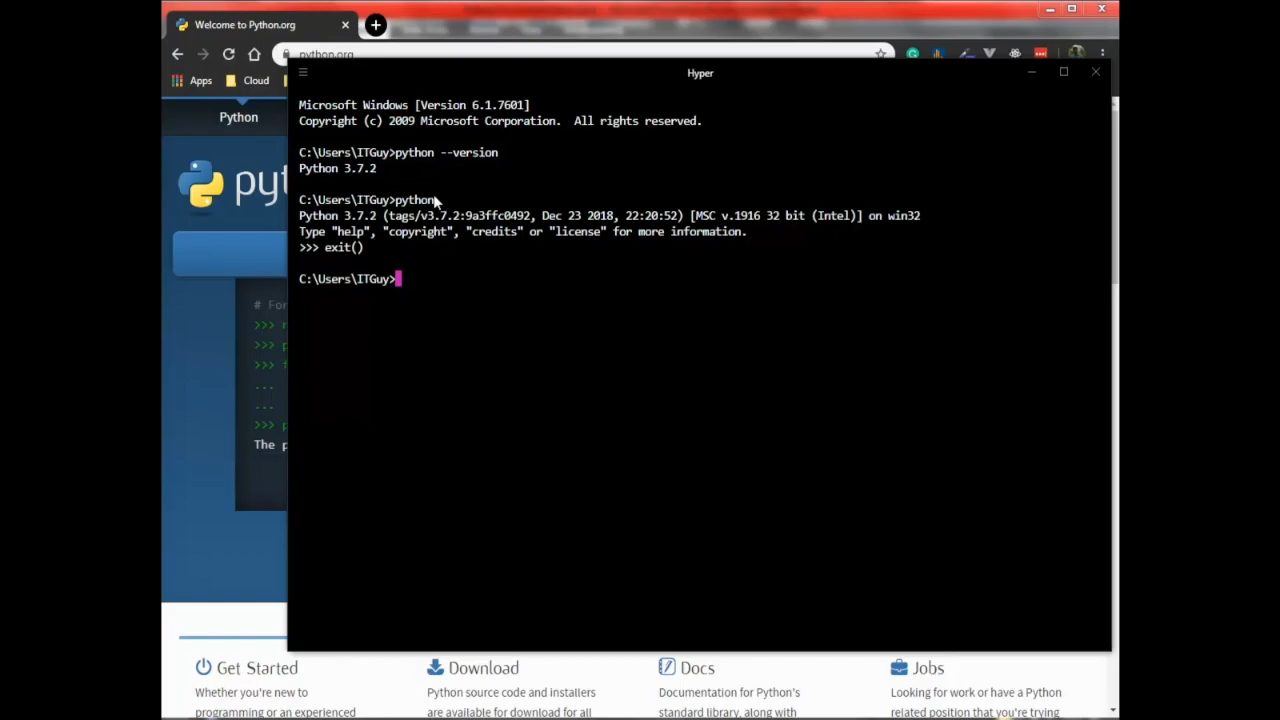 Welcome to Python.org
python.org
Apps
Cloud
Python
Hyper
Microsoft Windows [Version 6.1.7601]
Copyright (c) 2009 Microsoft Corporation.  All rights reserved.
C:\Users\ITGuy>python --version
Python 3.7.2
C:\Users\ITGuy>python
Python 3.7.2 (tags/v3.7.2:9a3ffc0492, Dec 23 2018, 22:20:52) [MSC v.1916 32 bit (Intel)] on win32
Type "help", "copyright", "credits" or "license" for more information.
>>> exit()
C:\Users\ITGuy>
pyt
# For
>>>
>>> p
>>> f
...
...
>>> p
The p
Get Started
Whether you're new to
programming or an experienced
Download
Python source code and installers
are available for download for all
Docs
Documentation for Python's
standard library, along with
Jobs
Looking for work or have a Python
related position that you're trying